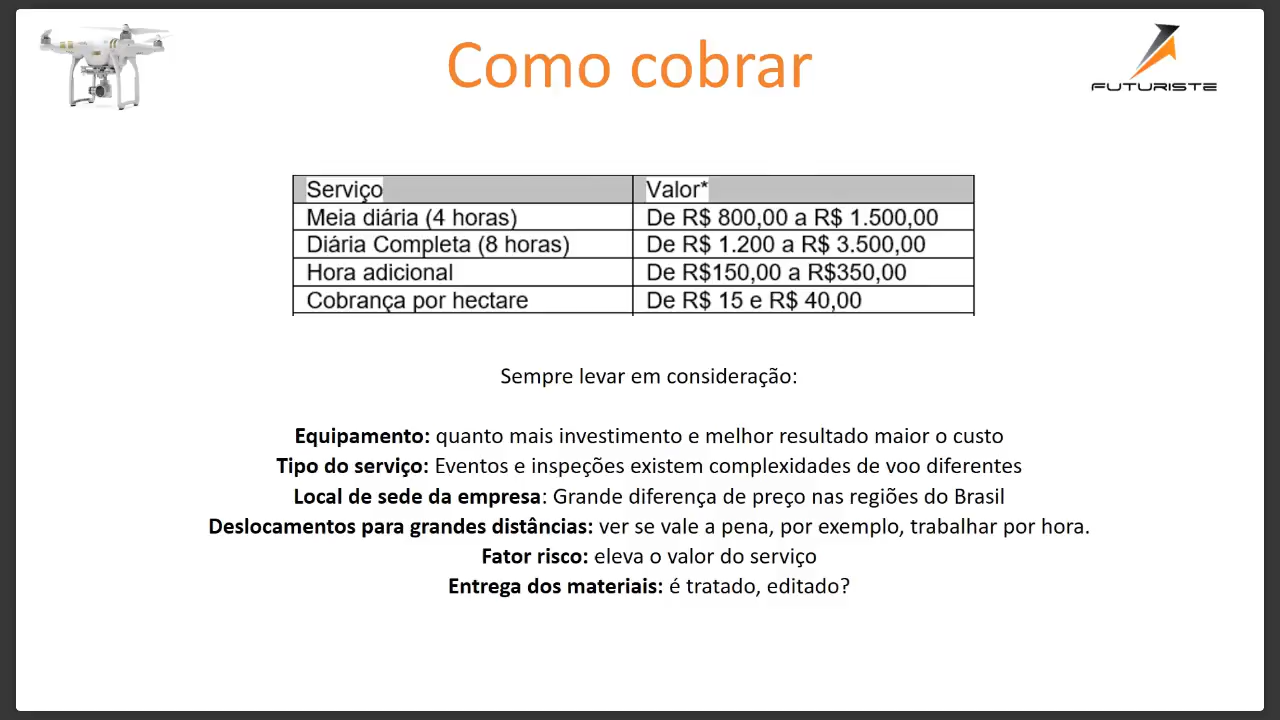 Como cobrar
FUTURISTE
Serviço Valor*
Meia diária (4 horas) De R$ 800,00 a R$ 1.500,00
Diária Completa (8 horas) De R$ 1.200 a R$ 3.500,00
Hora adicional De R$150,00 a R$350,00
Cobrança por hectare De R$ 15 e R$ 40,00
Sempre levar em consideração:
Equipamento: quanto mais investimento e melhor resultado maior o custo
Tipo do serviço: Eventos e inspeções existem complexidades de voo diferentes
Local de sede da empresa: Grande diferença de preço nas regiões do Brasil
Deslocamentos para grandes distâncias: ver se vale a pena, por exemplo, trabalhar por hora.
Fator risco: eleva o valor do serviço
Entrega dos materiais: é tratado, editado?